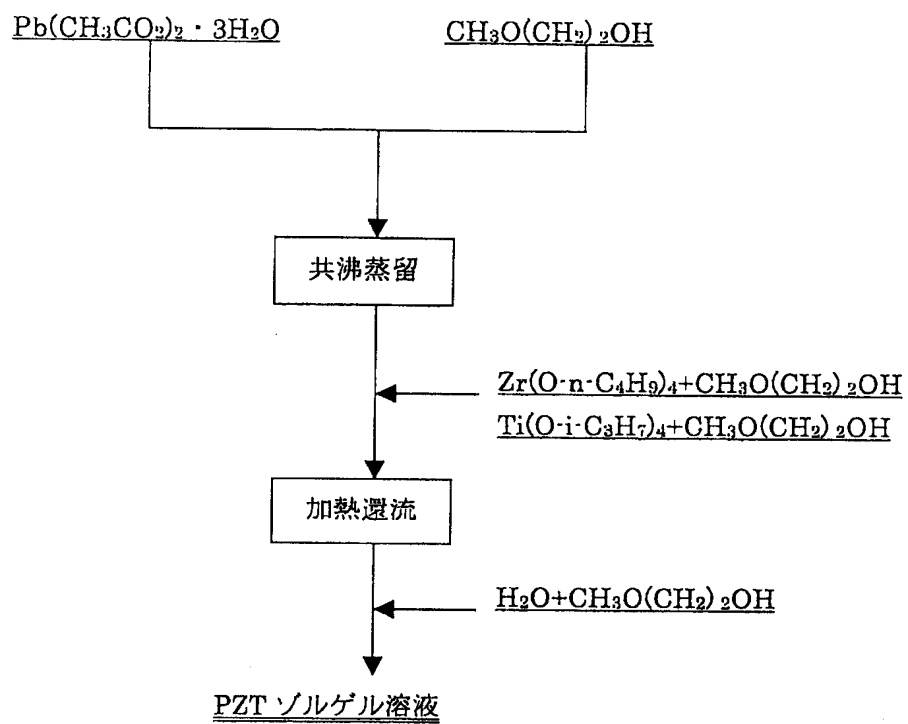 Pb(CH₃CO₂)₂・3H₂O
CH₃O(CH₂)₂OH
共沸蒸留
Zr(O-n-C₄H₉)₄+CH₃O(CH₂)₂OH
Ti(O-i-C₃H₇)₄+CH₃O(CH₂)₂OH
加熱還流
H₂O+CH₃O(CH₂)₂OH
PZT ゾルゲル溶液